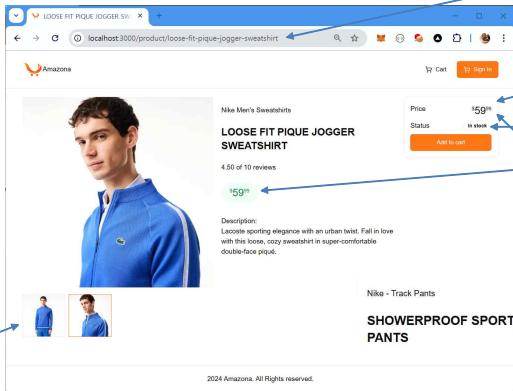 LOOSE FIT PIQUE JOGGER SW
localhost:3000/product/loose-fit-pique-jogger-sweatshirt
Amazona
Cart
Sign In
Nike Men's Sweatshirts
LOOSE FIT PIQUE JOGGER
SWEATSHIRT
4.50 of 10 reviews
$59.99
Description:
Lacoste sporting elegance with an urban twist. Fall in love
with this loose, cozy sweatshirt in super-comfortable
double-face piqué.
Price
$59.99
Status
In stock
Add to cart
Nike - Track Pants
SHOWERPROOF SPORT
PANTS
2024 Amazona. All Rights reserved.